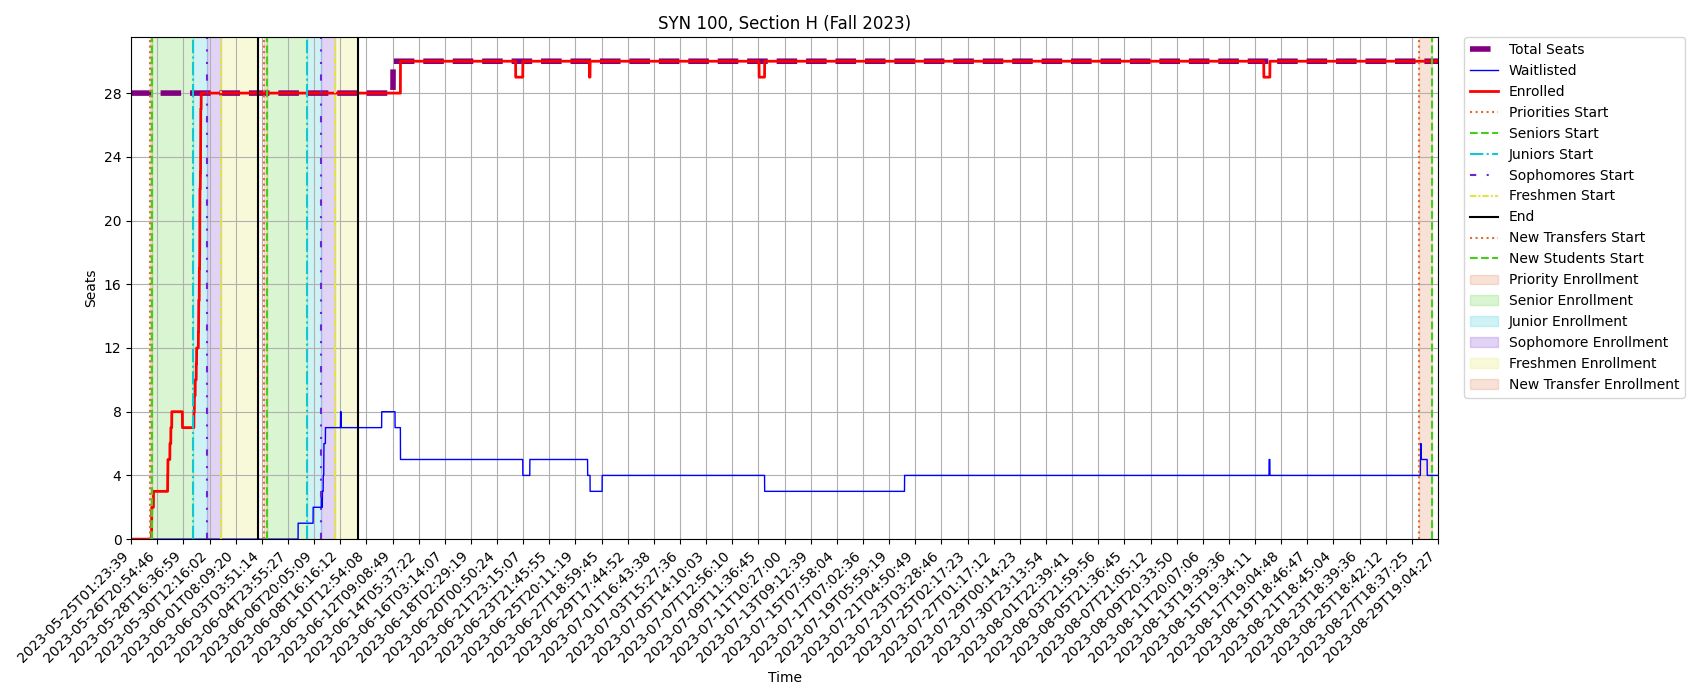 SYN 100, Section H (Fall 2023)
Seats
28
24
20
16
12
8
4
0
2023-05-25T01:23:39
2023-05-26T20:54:46
2023-05-28T16:36:59
2023-05-30T12:16:02
2023-06-01T08:09:20
2023-06-03T03:51:14
2023-06-04T23:55:27
2023-06-06T20:05:09
2023-06-08T16:16:12
2023-06-10T12:54:08
2023-06-12T09:08:49
2023-06-14T05:37:22
2023-06-16T03:14:07
2023-06-18T02:29:19
2023-06-20T00:50:24
2023-06-21T23:15:07
2023-06-23T21:45:55
2023-06-25T20:11:19
2023-06-27T18:59:45
2023-06-29T17:44:52
2023-07-01T16:43:38
2023-07-03T15:27:36
2023-07-05T14:10:03
2023-07-07T12:56:10
2023-07-09T11:36:45
2023-07-11T10:27:00
2023-07-13T09:12:39
2023-07-15T07:58:04
2023-07-17T07:02:36
2023-07-19T05:59:19
2023-07-21T04:50:49
2023-07-23T03:28:46
2023-07-25T02:17:23
2023-07-27T01:17:12
2023-07-29T00:14:23
2023-07-30T23:13:54
2023-08-01T22:39:41
2023-08-03T21:59:56
2023-08-05T21:36:45
2023-08-07T21:05:12
2023-08-09T20:33:50
2023-08-11T20:07:06
2023-08-13T19:39:36
2023-08-15T19:34:11
2023-08-17T19:04:48
2023-08-19T18:46:47
2023-08-21T18:45:04
2023-08-23T18:39:36
2023-08-25T18:42:12
2023-08-27T18:37:25
2023-08-29T19:04:27
Time
Total Seats
Waitlisted
Enrolled
Priorities Start
Seniors Start
Juniors Start
Sophomores Start
Freshmen Start
End
New Transfers Start
New Students Start
Priority Enrollment
Senior Enrollment
Junior Enrollment
Sophomore Enrollment
Freshmen Enrollment
New Transfer Enrollment